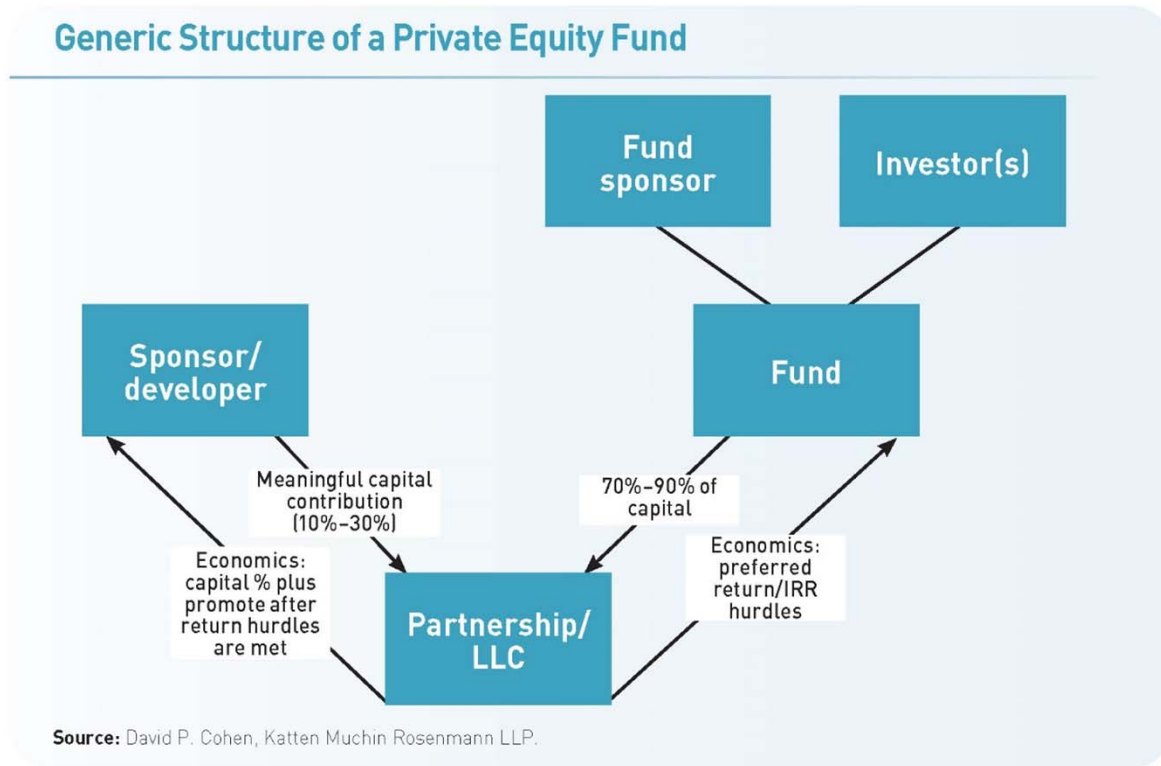 Generic Structure of a Private Equity Fund
Fund
sponsor
Investor(s)
Sponsor/
developer
Fund
Meaningful capital
contribution
(10%–30%)
70%–90% of
capital
Economics:
capital % plus
promote after
return hurdles
are met
Economics:
preferred
return/IRR
hurdles
Partnership/
LLC
Source: David P. Cohen, Katten Muchin Rosenmann LLP.